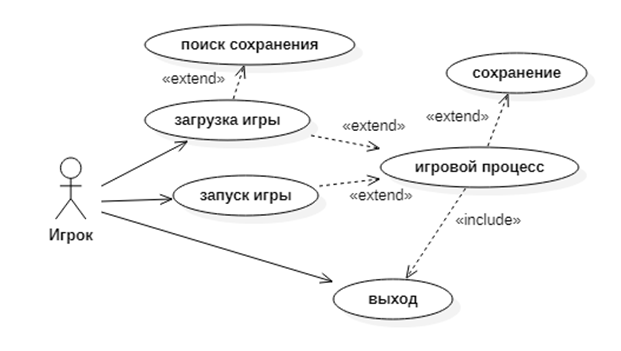 поиск сохранения
«extend»
сохранение
загрузка игры
«extend»
«extend»
игровой процесс
запуск игры
«extend»
Игрок
«include»
выход